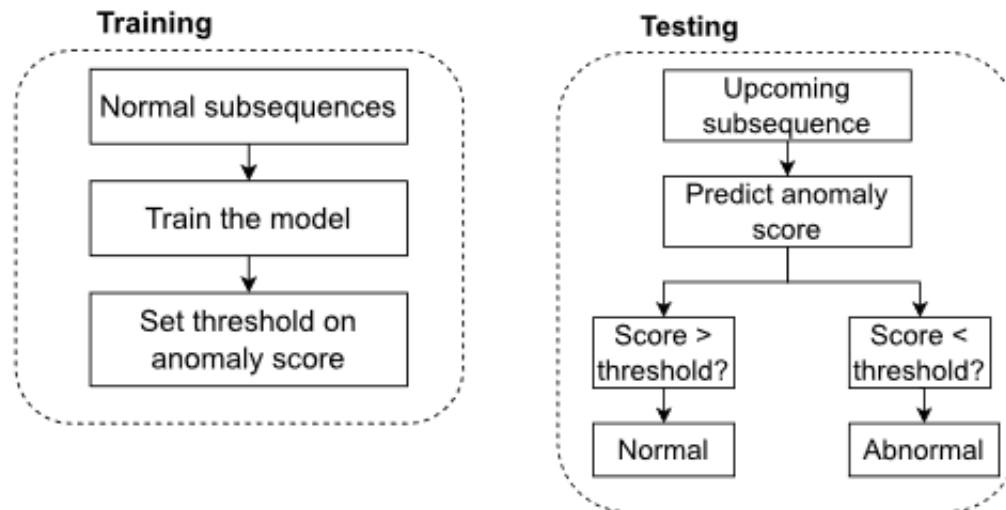 Training
Normal subsequences
Train the model
Set threshold on
anomaly score
Testing
Upcoming
subsequence
Predict anomaly
score
Score >
threshold?
Normal
Score <
threshold?
Abnormal